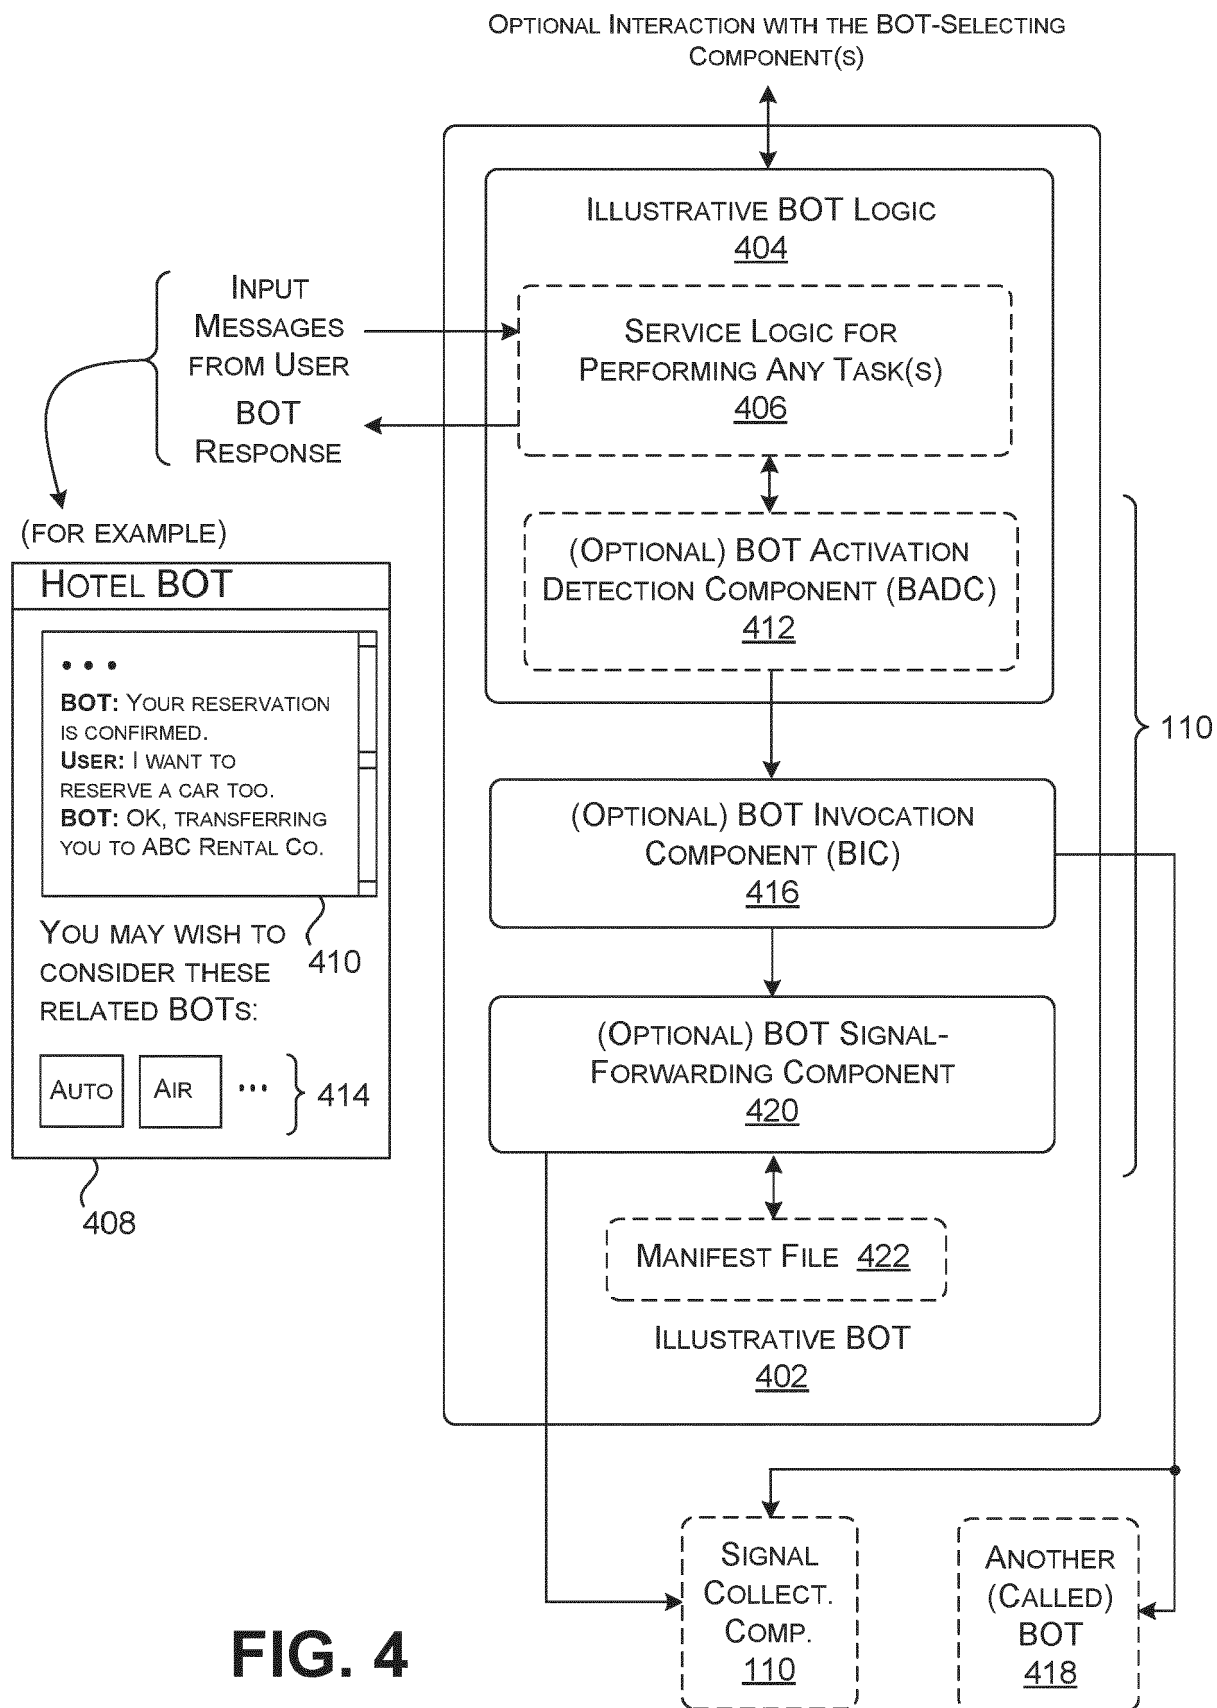 OPTIONAL INTERACTION WITH THE BOT-SELECTING
COMPONENT(S)
ILLUSTRATIVE BOT LOGIC
404
INPUT
MESSAGES
FROM USER
BOT
RESPONSE
SERVICE LOGIC FOR
PERFORMING ANY TASK(S)
406
(OPTIONAL) BOT ACTIVATION
DETECTION COMPONENT (BADC)
412
(FOR EXAMPLE)
HOTEL BOT
• • •
BOT: YOUR RESERVATION
IS CONFIRMED.
USER: I WANT TO
RESERVE A CAR TOO.
BOT: OK, TRANSFERRING
YOU TO ABC RENTAL CO.
410
YOU MAY WISH TO
CONSIDER THESE
RELATED BOTS:
AUTO
AIR
...
414
408
110
(OPTIONAL) BOT INVOCATION
COMPONENT (BIC)
416
(OPTIONAL) BOT SIGNAL-
FORWARDING COMPONENT
420
MANIFEST FILE 422
ILLUSTRATIVE BOT
402
SIGNAL
COLLECT.
COMP.
110
ANOTHER
(CALLED)
BOT
418
FIG. 4